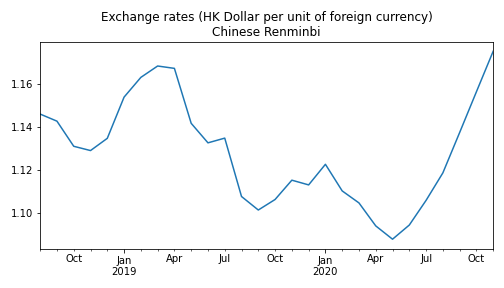 Exchange rates (HK Dollar per unit of foreign currency)
Chinese Renminbi
1.16
1.14
1.12
1.10
Oct Jan Apr Jul Oct Jan Apr Jul Oct
2019 2020